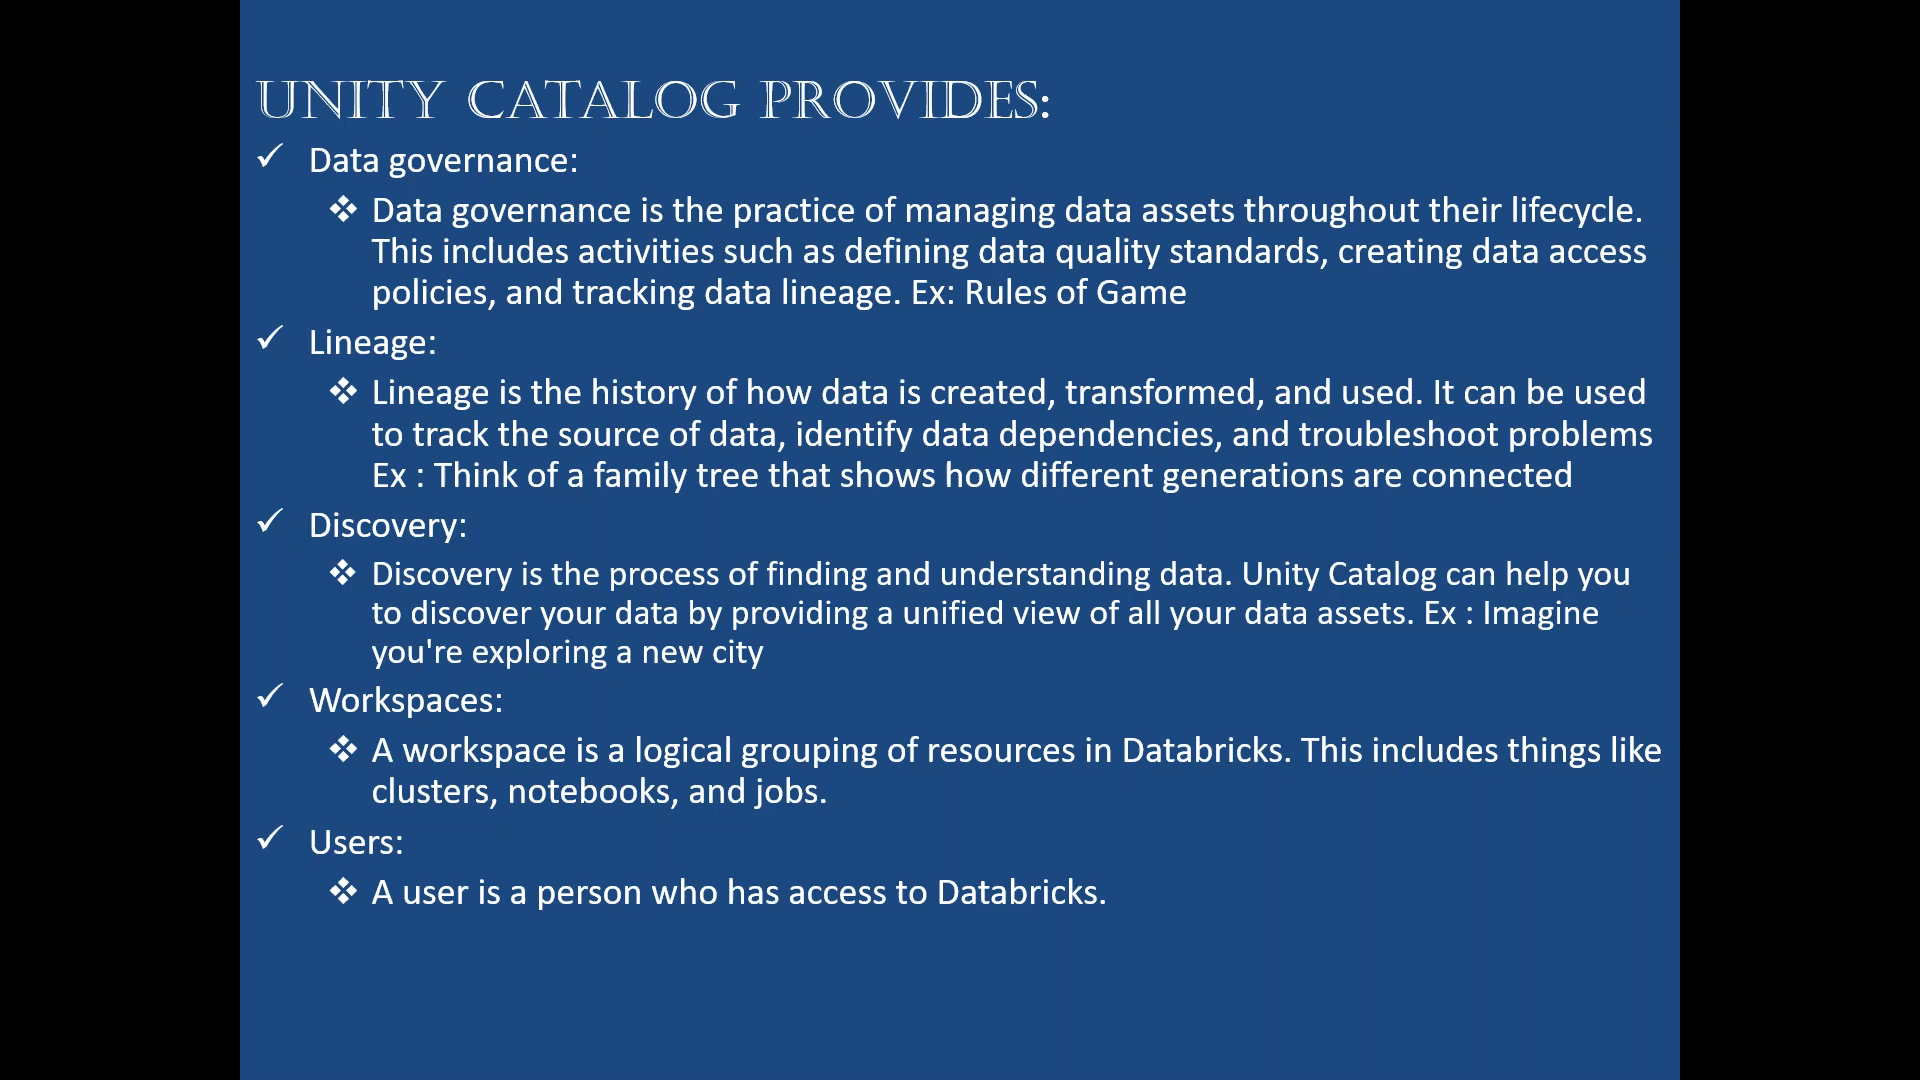 UNITY CATALOG PROVIDES:
✓ Data governance:
❖ Data governance is the practice of managing data assets throughout their lifecycle.
This includes activities such as defining data quality standards, creating data access
policies, and tracking data lineage. Ex: Rules of Game
✓ Lineage:
❖ Lineage is the history of how data is created, transformed, and used. It can be used
to track the source of data, identify data dependencies, and troubleshoot problems
Ex : Think of a family tree that shows how different generations are connected
✓ Discovery:
❖ Discovery is the process of finding and understanding data. Unity Catalog can help you
to discover your data by providing a unified view of all your data assets. Ex : Imagine
you're exploring a new city
✓ Workspaces:
❖ A workspace is a logical grouping of resources in Databricks. This includes things like
clusters, notebooks, and jobs.
✓ Users:
❖ A user is a person who has access to Databricks.